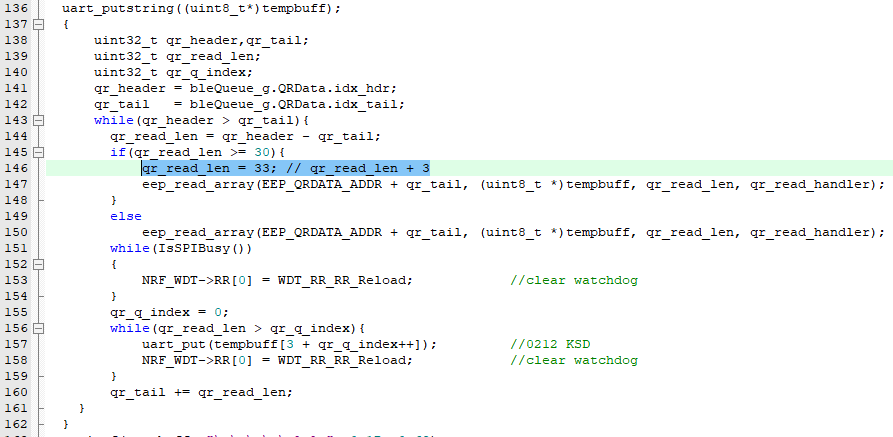 136 uart_putstring((uint8_t*)tempbuff);
137 {
138 uint32_t qr_header,qr_tail;
139 uint32_t qr_read_len;
140 uint32_t qr_q_index;
141 qr_header = bleQueue_g.QRData.idx_hdr;
142 qr_tail   = bleQueue_g.QRData.idx_tail;
143 while(qr_header > qr_tail){
144 qr_read_len = qr_header - qr_tail;
145 if(qr_read_len >= 30){
146 qr_read_len = 33; // qr_read_len + 3
147 eep_read_array(EEP_QRDATA_ADDR + qr_tail, (uint8_t *)tempbuff, qr_read_len, qr_read_handler);
148 }
149 else
150 eep_read_array(EEP_QRDATA_ADDR + qr_tail, (uint8_t *)tempbuff, qr_read_len, qr_read_handler);
151 while(IsSPIBusy())
152 {
153 NRF_WDT->RR[0] = WDT_RR_RR_Reload; //clear watchdog
154 }
155 qr_q_index = 0;
156 while(qr_read_len > qr_q_index){
157 uart_put(tempbuff[3 + qr_q_index++]); //0212 KSD
158 NRF_WDT->RR[0] = WDT_RR_RR_Reload; //clear watchdog
159 }
160 qr_tail += qr_read_len;
161 }
162 }